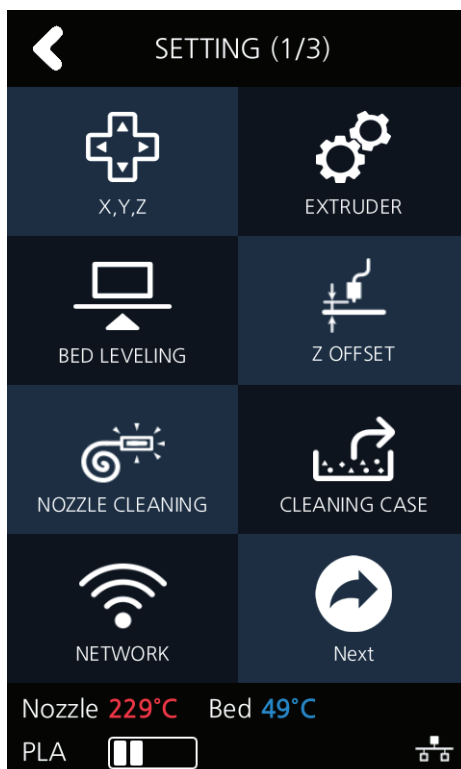 SETTING (1/3)
X,Y,Z
EXTRUDER
BED LEVELING
Z OFFSET
NOZZLE CLEANING
CLEANING CASE
NETWORK
Next
Nozzle 229°C Bed 49°C
PLA